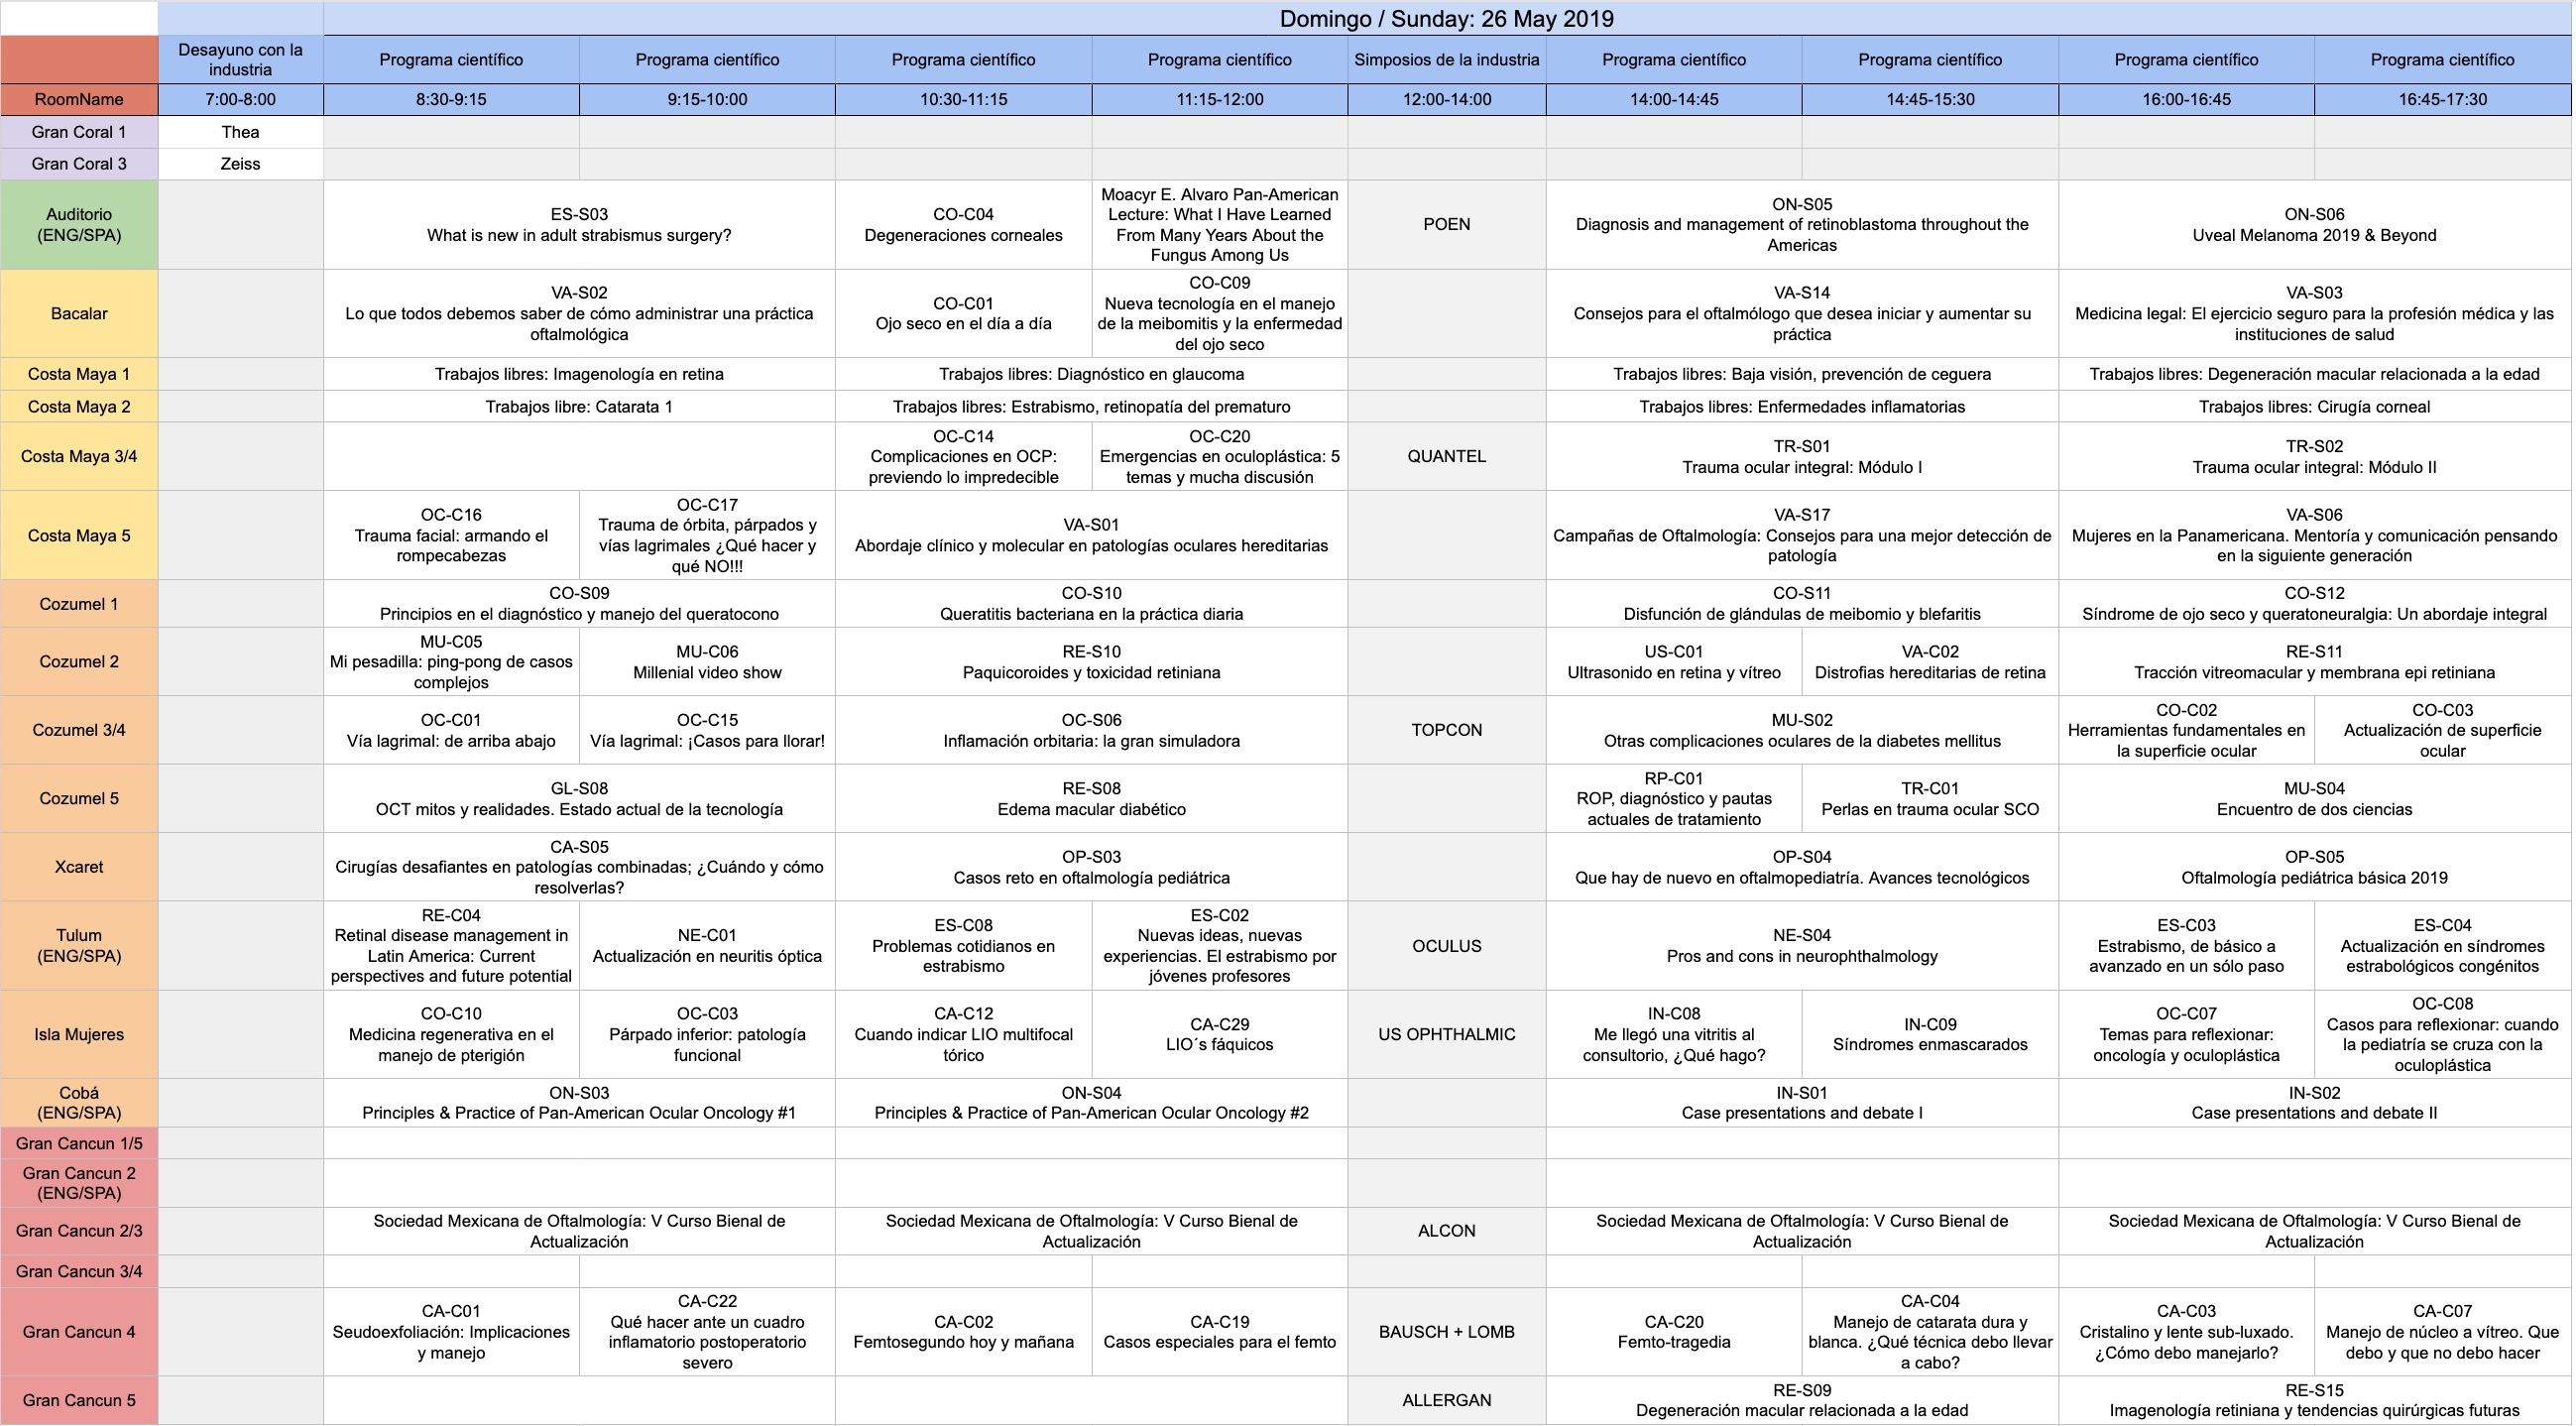 Domingo / Sunday: 26 May 2019
Desayuno con la
industria
Programa científico
Programa científico
Programa científico
Programa científico
Simposios de la industria
Programa científico
Programa científico
Programa científico
Programa científico
RoomName
7:00-8:00
8:30-9:15
9:15-10:00
10:30-11:15
11:15-12:00
12:00-14:00
14:00-14:45
14:45-15:30
16:00-16:45
16:45-17:30
Gran Coral 1
Thea
Gran Coral 3
Zeiss
Auditorio
(ENG/SPA)
ES-S03
What is new in adult strabismus surgery?
CO-C04
Degeneraciones corneales
Moacyr E. Alvaro Pan-American
Lecture: What I Have Learned
From Many Years About the
Fungus Among Us
POEN
ON-S05
Diagnosis and management of retinoblastoma throughout the
Americas
ON-S06
Uveal Melanoma 2019 & Beyond
Bacalar
VA-S02
Lo que todos debemos saber de cómo administrar una práctica
oftalmológica
CO-C01
Ojo seco en el día a día
CO-C09
Nueva tecnología en el manejo
de la meibomitis y la enfermedad
del ojo seco
VA-S14
Consejos para el oftalmólogo que desea iniciar y aumentar su
práctica
VA-S03
Medicina legal: El ejercicio seguro para la profesión médica y las
instituciones de salud
Costa Maya 1
Trabajos libres: Imagenología en retina
Trabajos libres: Diagnóstico en glaucoma
Trabajos libres: Baja visión, prevención de ceguera
Trabajos libres: Degeneración macular relacionada a la edad
Costa Maya 2
Trabajos libre: Catarata 1
Trabajos libres: Estrabismo, retinopatía del prematuro
Trabajos libres: Enfermedades inflamatorias
Trabajos libres: Cirugía corneal
Costa Maya 3/4
OC-C14
Complicaciones en OCP:
previendo lo impredecible
OC-C20
Emergencias en oculoplástica: 5
temas y mucha discusión
QUANTEL
TR-S01
Trauma ocular integral: Módulo I
TR-S02
Trauma ocular integral: Módulo II
Costa Maya 5
OC-C16
Trauma facial: armando el
rompecabezas
OC-C17
Trauma de órbita, párpados y
vías lagrimales ¿Qué hacer y
qué NO!!!
VA-S01
Abordaje clínico y molecular en patologías oculares hereditarias
VA-S17
Campañas de Oftalmología: Consejos para una mejor detección de
patología
VA-S06
Mujeres en la Panamericana. Mentoría y comunicación pensando
en la siguiente generación
Cozumel 1
CO-S09
Principios en el diagnóstico y manejo del queratocono
CO-S10
Queratitis bacteriana en la práctica diaria
CO-S11
Disfunción de glándulas de meibomio y blefaritis
CO-S12
Síndrome de ojo seco y queratoneuralgia: Un abordaje integral
Cozumel 2
MU-C05
Mi pesadilla: ping-pong de casos
complejos
MU-C06
Millenial video show
RE-S10
Paquicoroides y toxicidad retiniana
US-C01
Ultrasonido en retina y vítreo
VA-C02
Distrofias hereditarias de retina
RE-S11
Tracción vitreomacular y membrana epi retiniana
Cozumel 3/4
OC-C01
Vía lagrimal: de arriba abajo
OC-C15
Vía lagrimal: ¡Casos para llorar!
OC-S06
Inflamación orbitaria: la gran simuladora
TOPCON
MU-S02
Otras complicaciones oculares de la diabetes mellitus
CO-C02
Herramientas fundamentales en
la superficie ocular
CO-C03
Actualización de superficie
ocular
Cozumel 5
GL-S08
OCT mitos y realidades. Estado actual de la tecnología
RE-S08
Edema macular diabético
RP-C01
ROP, diagnóstico y pautas
actuales de tratamiento
TR-C01
Perlas en trauma ocular SCO
MU-S04
Encuentro de dos ciencias
Xcaret
CA-S05
Cirugías desafiantes en patologías combinadas; ¿Cuándo y cómo
resolverlas?
OP-S03
Casos reto en oftalmología pediátrica
OP-S04
Que hay de nuevo en oftalmopediatría. Avances tecnológicos
OP-S05
Oftalmología pediátrica básica 2019
Tulum
(ENG/SPA)
RE-C04
Retinal disease management in
Latin America: Current
perspectives and future potential
NE-C01
Actualización en neuritis óptica
ES-C08
Problemas cotidianos en
estrabismo
ES-C02
Nuevas ideas, nuevas
experiencias. El estrabismo por
jóvenes profesores
OCULUS
NE-S04
Pros and cons in neurophthalmology
ES-C03
Estrabismo, de básico a
avanzado en un sólo paso
ES-C04
Actualización en síndromes
estrabológicos congénitos
Isla Mujeres
CO-C10
Medicina regenerativa en el
manejo de pterigión
OC-C03
Párpado inferior: patología
funcional
CA-C12
Cuando indicar LIO multifocal
tórico
CA-C29
LIO´s fáquicos
US OPHTHALMIC
IN-C08
Me llegó una vitritis al
consultorio, ¿Qué hago?
IN-C09
Síndromes enmascarados
OC-C07
Temas para reflexionar:
oncología y oculoplástica
OC-C08
Casos para reflexionar: cuando
la pediatría se cruza con la
oculoplástica
Cobá
(ENG/SPA)
ON-S03
Principles & Practice of Pan-American Ocular Oncology #1
ON-S04
Principles & Practice of Pan-American Ocular Oncology #2
IN-S01
Case presentations and debate I
IN-S02
Case presentations and debate II
Gran Cancun 1/5
Gran Cancun 2
(ENG/SPA)
Gran Cancun 2/3
Sociedad Mexicana de Oftalmología: V Curso Bienal de
Actualización
Sociedad Mexicana de Oftalmología: V Curso Bienal de
Actualización
ALCON
Sociedad Mexicana de Oftalmología: V Curso Bienal de
Actualización
Sociedad Mexicana de Oftalmología: V Curso Bienal de
Actualización
Gran Cancun 3/4
Gran Cancun 4
CA-C01
Seudoexfoliación: Implicaciones
y manejo
CA-C22
Qué hacer ante un cuadro
inflamatorio postoperatorio
severo
CA-C02
Femtosegundo hoy y mañana
CA-C19
Casos especiales para el femto
BAUSCH + LOMB
CA-C20
Femto-tragedia
CA-C04
Manejo de catarata dura y
blanca. ¿Qué técnica debo llevar
a cabo?
CA-C03
Cristalino y lente sub-luxado.
¿Cómo debo manejarlo?
CA-C07
Manejo de núcleo a vítreo. Que
debo y que no debo hacer
Gran Cancun 5
ALLERGAN
RE-S09
Degeneración macular relacionada a la edad
RE-S15
Imagenología retiniana y tendencias quirúrgicas futuras